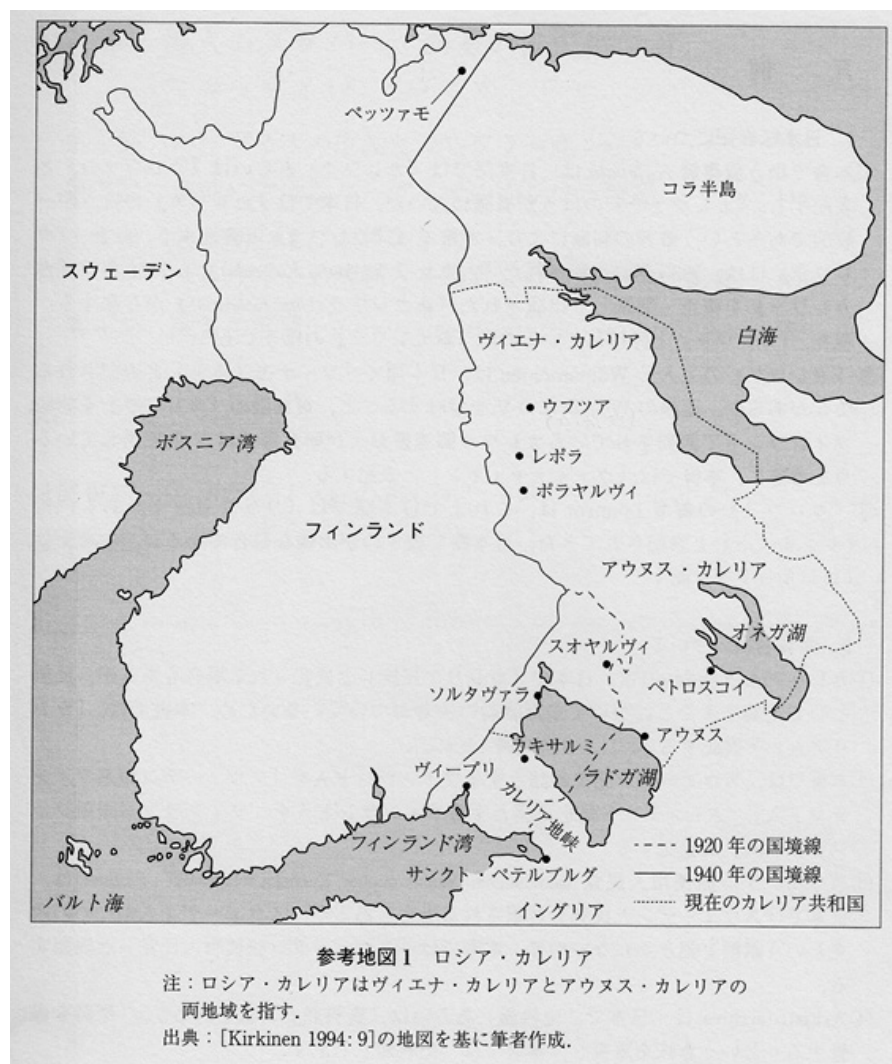 ペッツァモ
コラ半島
スウェーデン
白海
ヴィエナ・カレリア
ウフツア
ボスニア湾
レポラ
ポラヤルヴィ
フィンランド
アウヌス・カレリア
オネガ湖
スオヤルヴィ
ペトロスコイ
ソルタヴァラ
アウヌス
カキサルミ
ラドガ湖
ヴィープリ
カレリア地峡
フィンランド湾
サンクト・ペテルブルグ
イングリア
バルト海
1920年の国境線
1940年の国境線
現在のカレリア共和国
参考地図1 ロシア・カレリア
注:ロシア・カレリアはヴィエナ・カレリアとアウヌス・カレリアの
両地域を指す.
出典:[Kirkinen 1994: 9]の地図を基に筆者作成.